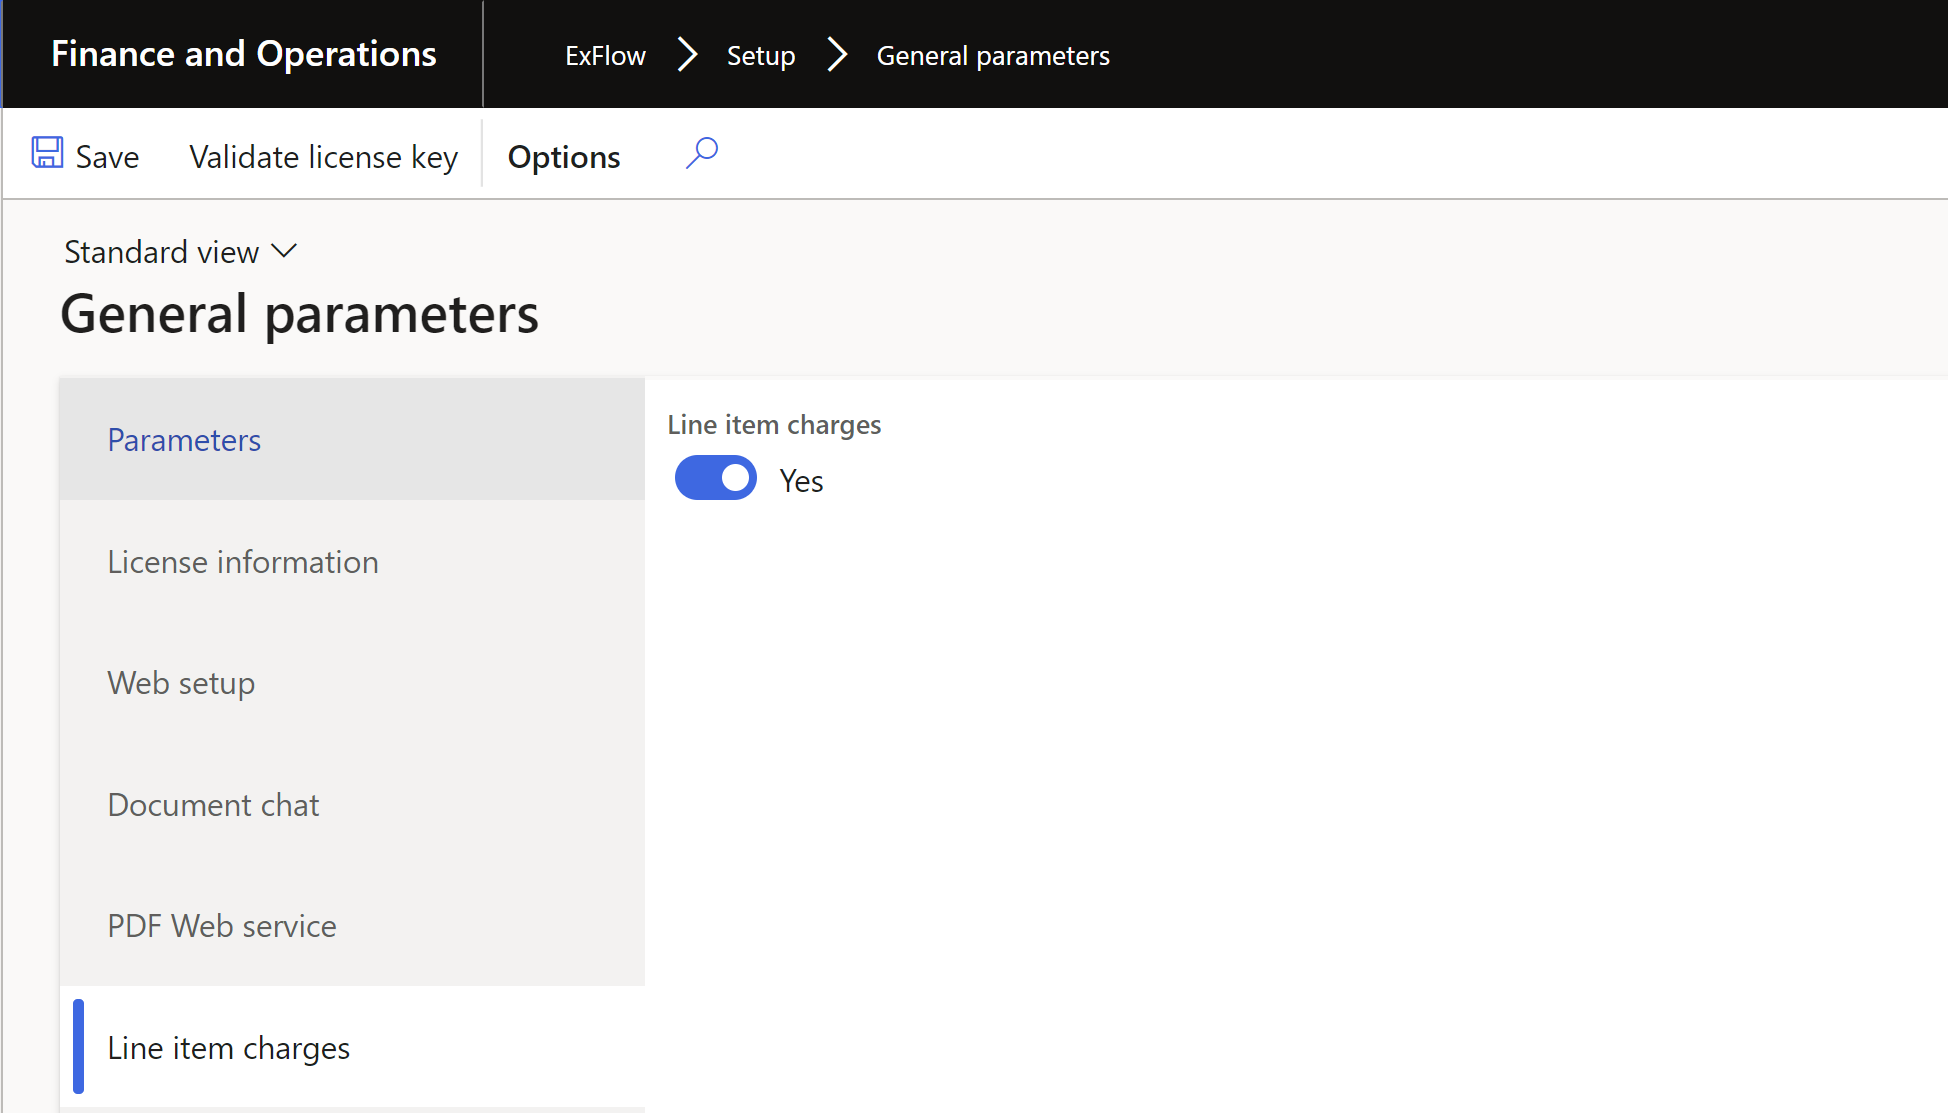 Finance and Operations
ExFlow > Setup > General parameters
Save Validate license key Options
Standard view
General parameters
Parameters
License information
Web setup
Document chat
PDF Web service
Line item charges
Line item charges
Yes